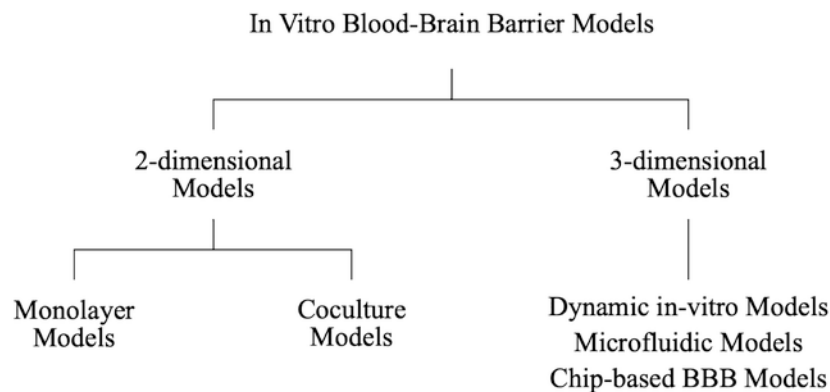 In Vitro Blood-Brain Barrier Models
2-dimensional
Models
3-dimensional
Models
Monolayer
Models
Coculture
Models
Dynamic in-vitro Models
Microfluidic Models
Chip-based BBB Models